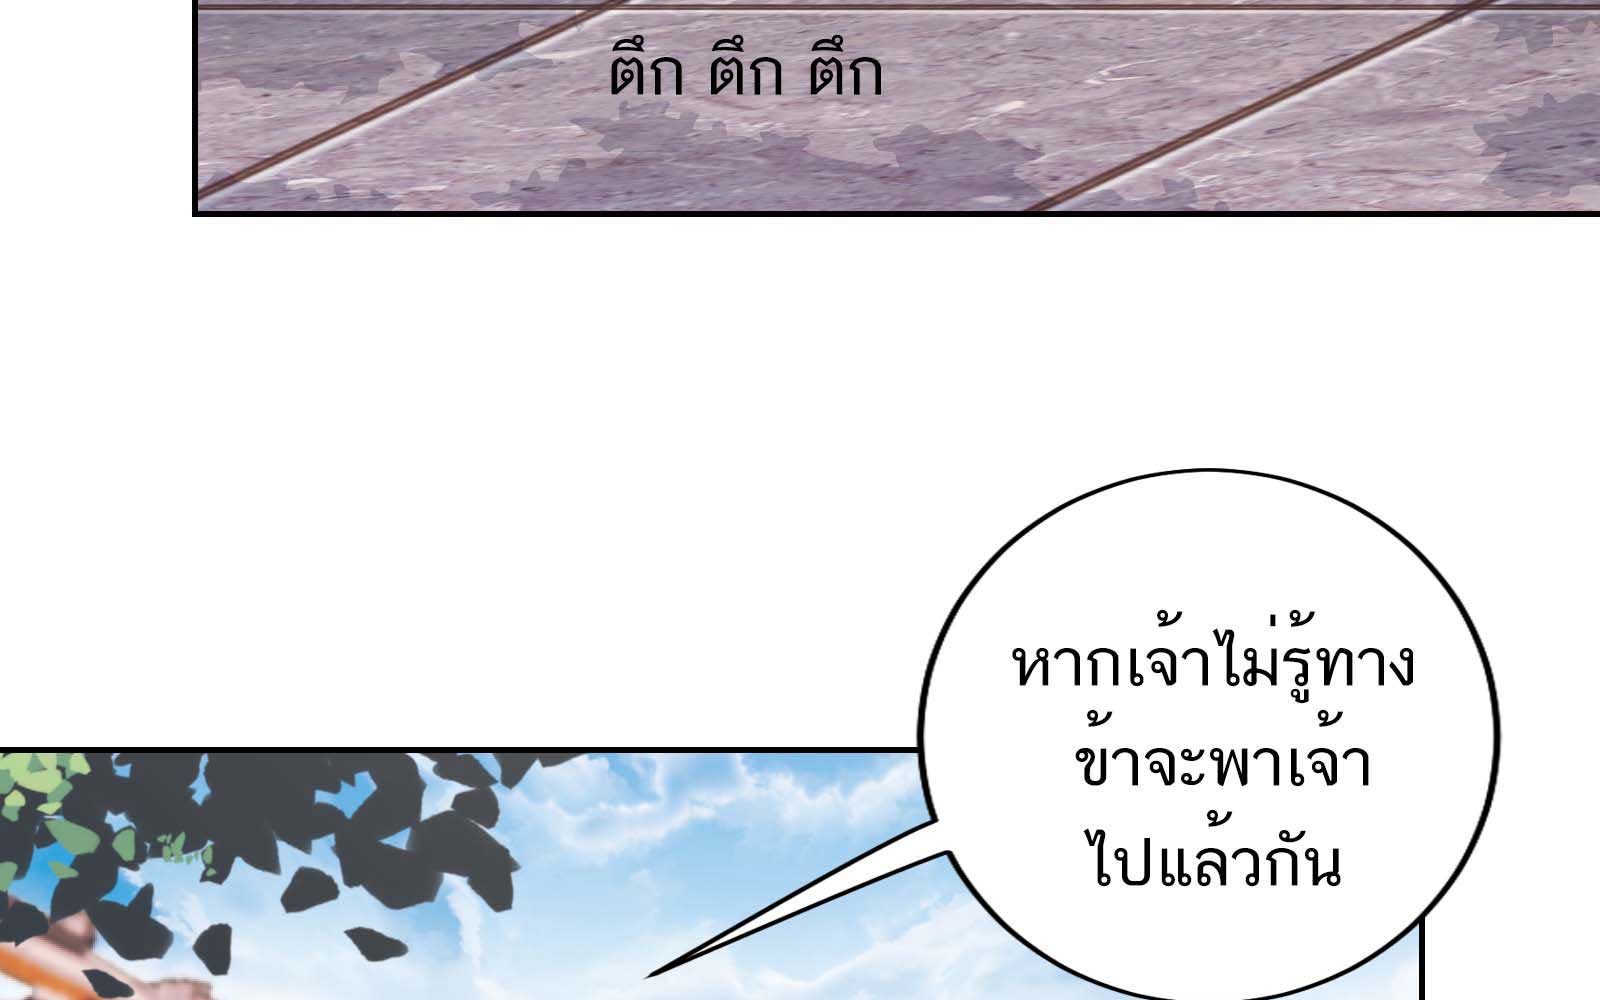 ตึก ตึก ตึก
หากเจ้าไม่รู้ทาง
ข้าจะพาเจ้า
ไปแล้วกัน